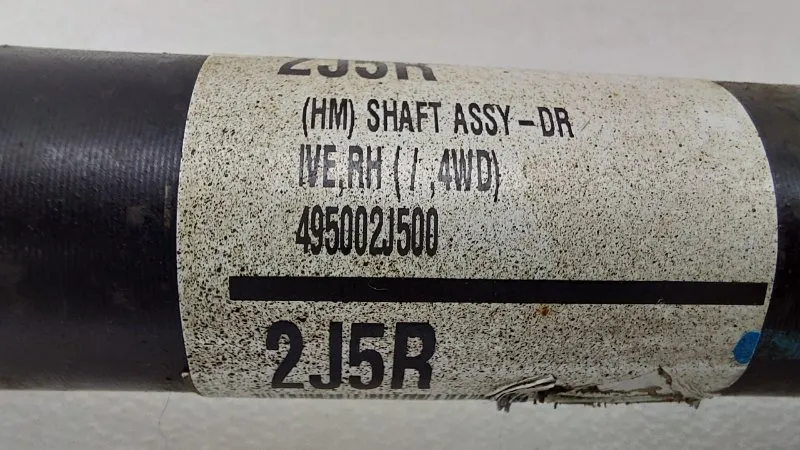 2J5R
(HM) SHAFT ASSY-DR
IVE,RH ( / ,4WD)
495002J500
2J5R